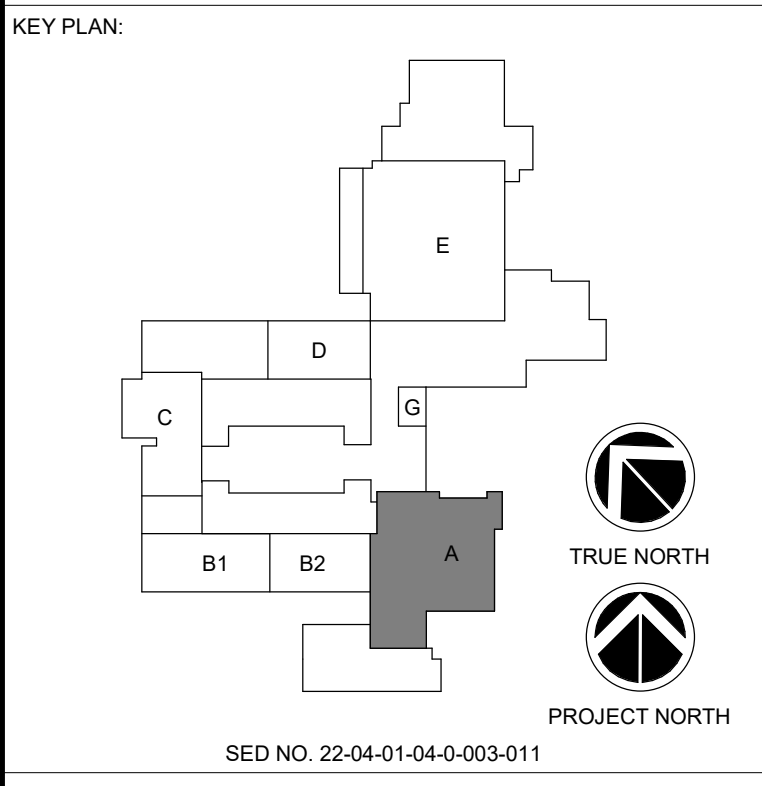 KEY PLAN:
E
D
C
G
A
B1
B2
TRUE NORTH
PROJECT NORTH
SED NO. 22-04-01-04-0-003-011